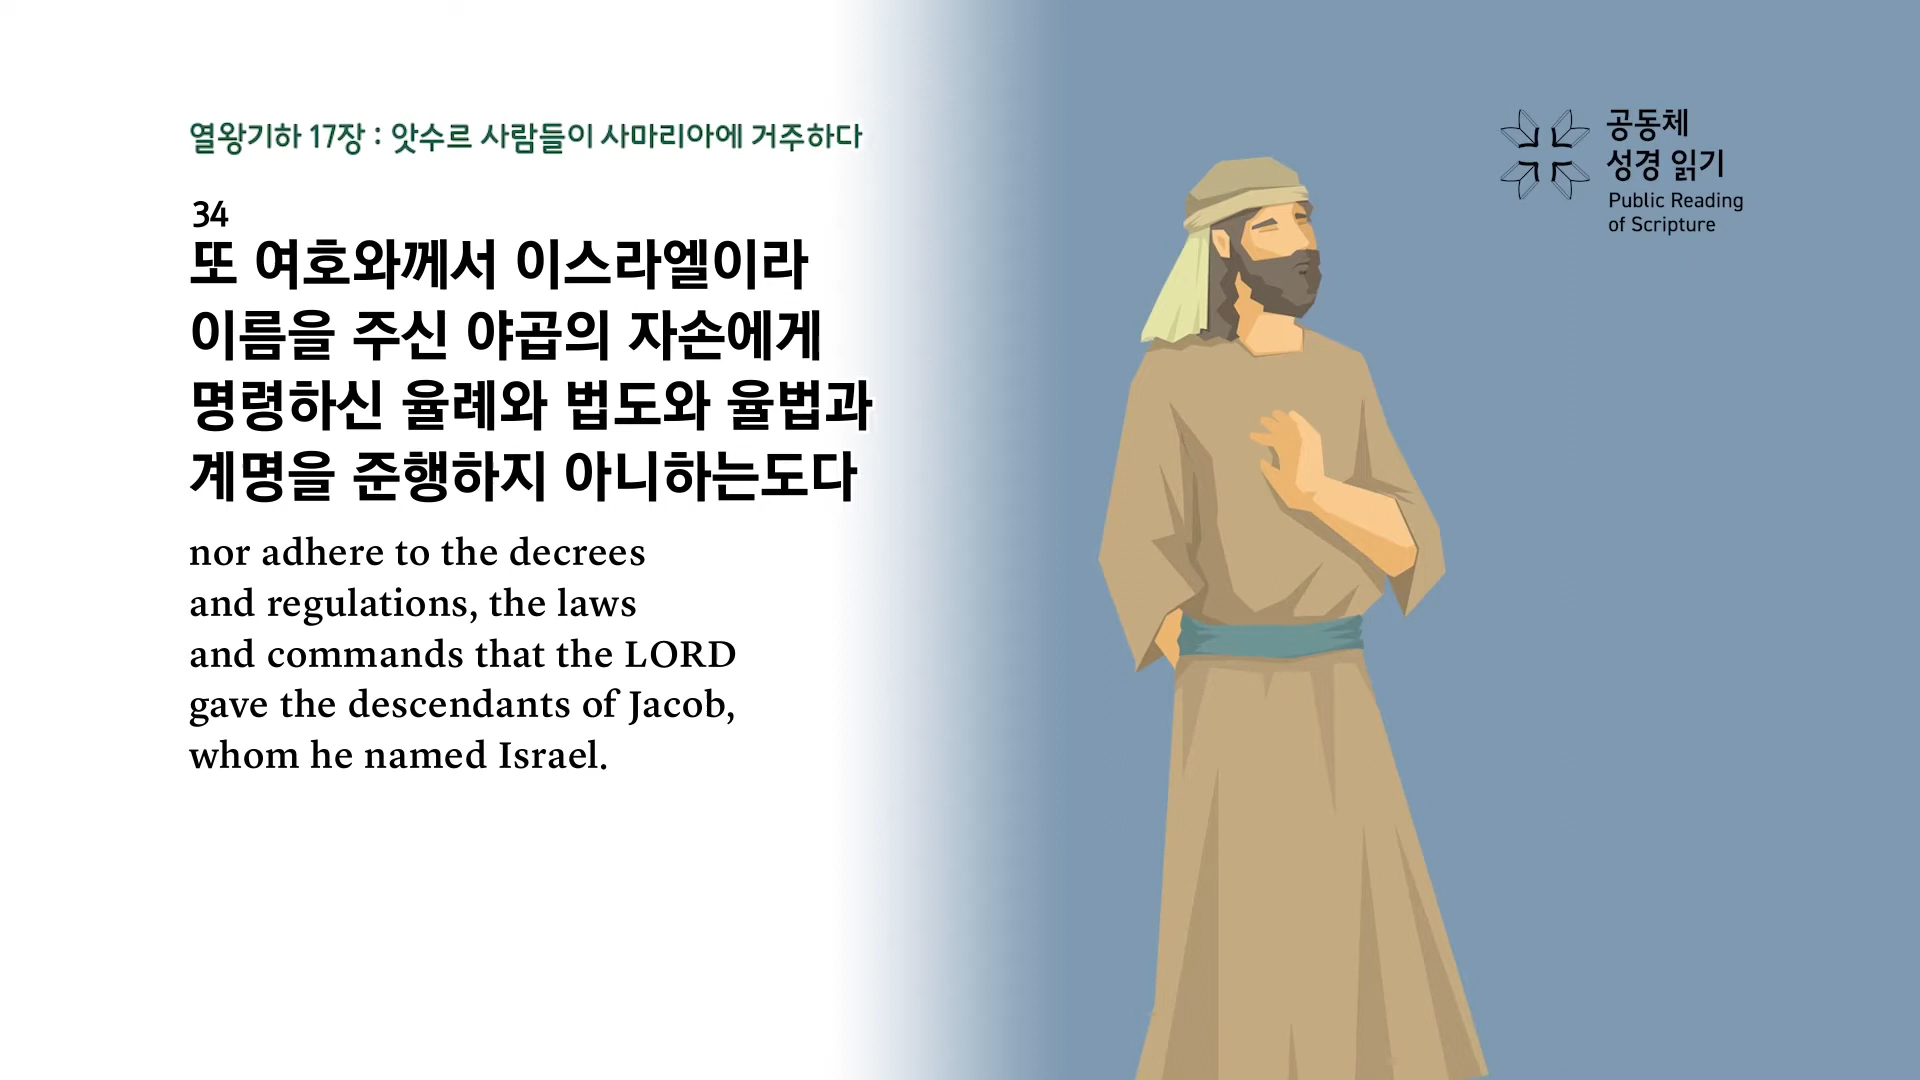 열왕기하 17장 : 앗수르 사람들이 사마리아에 거주하다
34
또 여호와께서 이스라엘이라
이름을 주신 야곱의 자손에게
명령하신 율례와 법도와 율법과
계명을 준행하지 아니하는도다
nor adhere to the decrees
and regulations, the laws
and commands that the LORD
gave the descendants of Jacob,
whom he named Israel.
공동체
성경 읽기
Public Reading
of Scripture